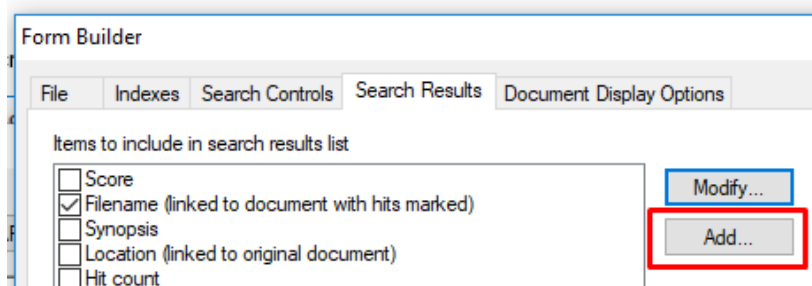 Form Builder
File Indexes Search Controls Search Results Document Display Options
Items to include in search results list
Score
Filename (linked to document with hits marked)
Modify...
Synopsis
Add...
Location (linked to original document)
Hit count